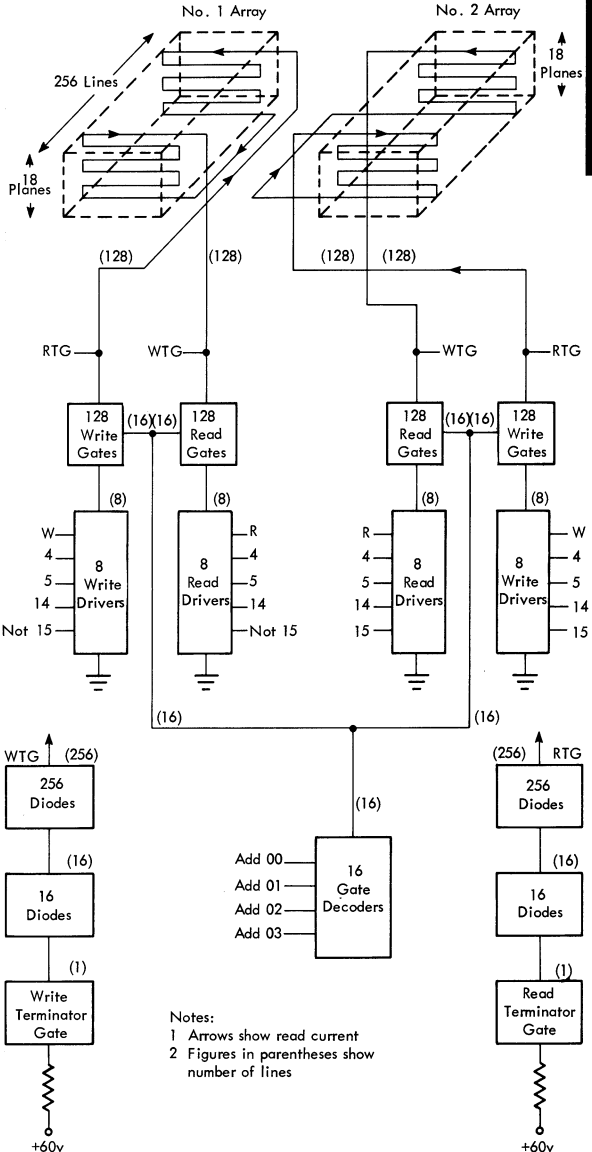 No. 1 Array
No. 2 Array
256 Lines
18
Planes
18
Planes
(128)
(128)
(128)
(128)
RTG
WTG
WTG
RTG
128
Write
Gates
(16)(16)
128
Read
Gates
128
Read
Gates
(16)(16)
128
Write
Gates
(8)
(8)
(8)
(8)
W
4
5
14
Not 15
8
Write
Drivers
8
Read
Drivers
R
4
5
14
Not 15
R
4
5
14
15
8
Read
Drivers
8
Write
Drivers
W
4
5
14
15
(16)
(16)
WTG (256)
256
Diodes
(16)
16
Diodes
(1)
Write
Terminator
Gate
+60v
(16)
Add 00
Add 01
Add 02
Add 03
16
Gate
Decoders
(256) RTG
256
Diodes
(16)
16
Diodes
(1)
Read
Terminator
Gate
+60v
Notes:
1 Arrows show read current
2 Figures in parentheses show
number of lines